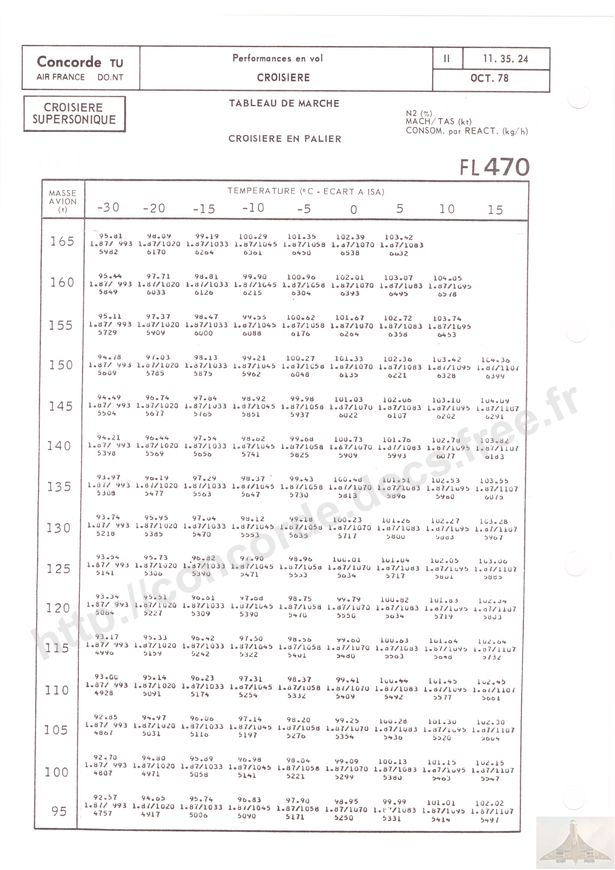 Concorde TU
AIR FRANCE DO.NT
Performances en vol
CROISIERE
II 11. 35. 24
OCT. 78
CROISIERE
SUPERSONIQUE
TABLEAU DE MARCHE
CROISIERE EN PALIER
N2 (%)
MACH/TAS (kt)
CONSOM. par REACT. (kg/h)
FL 470
MASSE
AVION
(t)
TEMPERATURE (°C - ECART A ISA)
-30 -20 -15 -10 -5 0 5 10 15
165
95.81 98.09 99.19 100.29 101.35 102.39 103.42
1.87/ 993 1.87/1020 1.87/1033 1.87/1045 1.87/1058 1.87/1070 1.87/1083
5982 6170 6264 6361 6450 6538 6632
160
95.44 97.71 98.81 99.90 100.96 102.01 103.07 104.05
1.87/ 993 1.87/1020 1.87/1033 1.87/1045 1.87/1058 1.87/1070 1.87/1083 1.87/1095
5849 6033 6126 6215 6304 6393 6495 6578
155
95.11 97.37 98.47 99.55 100.62 101.67 102.72 103.74
1.87/ 993 1.87/1020 1.87/1033 1.87/1045 1.87/1058 1.87/1070 1.87/1083 1.87/1095
5729 5909 6000 6088 6176 6264 6358 6453
150
94.78 97.03 98.13 99.21 100.27 101.33 102.36 103.42 104.36
1.87/ 993 1.87/1020 1.87/1033 1.87/1045 1.87/1058 1.87/1070 1.87/1083 1.87/1095 1.87/1107
5609 5785 5875 5962 6048 6135 6221 6328 6399
145
94.49 96.74 97.84 98.92 99.98 101.03 102.06 103.10 104.09
1.87/ 993 1.87/1020 1.87/1033 1.87/1045 1.87/1058 1.87/1070 1.87/1083 1.87/1095 1.87/1107
5504 5677 5765 5851 5937 6022 6107 6202 6291
140
94.21 96.44 97.54 98.62 99.68 100.73 101.76 102.78 103.82
1.87/ 993 1.87/1020 1.87/1033 1.87/1045 1.87/1058 1.87/1070 1.87/1083 1.87/1095 1.87/1107
5398 5569 5656 5741 5825 5909 5993 6077 6183
135
93.97 96.19 97.29 98.37 99.43 100.48 101.51 102.53 103.55
1.87/ 993 1.87/1020 1.87/1033 1.87/1045 1.87/1058 1.87/1070 1.87/1083 1.87/1095 1.87/1107
5308 5477 5563 5647 5730 5813 5896 5980 6075
130
93.74 95.95 97.04 98.12 99.18 100.23 101.26 102.27 103.28
1.87/ 993 1.87/1020 1.87/1033 1.87/1045 1.87/1058 1.87/1070 1.87/1083 1.87/1095 1.87/1107
5218 5385 5470 5553 5635 5717 5800 5883 5967
125
93.54 95.73 96.82 97.90 98.96 100.01 101.04 102.05 103.06
1.87/ 993 1.87/1020 1.87/1033 1.87/1045 1.87/1058 1.87/1070 1.87/1083 1.87/1095 1.87/1107
5141 5306 5390 5471 5553 5634 5717 5801 5885
120
93.34 95.51 96.61 97.68 98.75 99.79 100.82 101.83 102.84
1.87/ 993 1.87/1020 1.87/1033 1.87/1045 1.87/1058 1.87/1070 1.87/1083 1.87/1095 1.87/1107
5064 5227 5309 5390 5470 5550 5634 5719 5803
115
93.17 95.33 96.42 97.50 98.56 99.60 100.63 101.64 102.64
1.87/ 993 1.87/1020 1.87/1033 1.87/1045 1.87/1058 1.87/1070 1.87/1083 1.87/1095 1.87/1107
4996 5159 5242 5322 5401 5480 5563 5648 5732
110
93.00 95.14 96.23 97.31 98.37 99.41 100.44 101.45 102.45
1.87/ 993 1.87/1020 1.87/1033 1.87/1045 1.87/1058 1.87/1070 1.87/1083 1.87/1095 1.87/1107
4928 5091 5174 5254 5332 5409 5492 5577 5661
105
92.85 94.97 96.06 97.14 98.20 99.25 100.28 101.30 102.30
1.87/ 993 1.87/1020 1.87/1033 1.87/1045 1.87/1058 1.87/1070 1.87/1083 1.87/1095 1.87/1107
4867 5031 5116 5197 5276 5354 5436 5520 5604
100
92.70 94.80 95.89 96.98 98.04 99.09 100.13 101.15 102.15
1.87/ 993 1.87/1020 1.87/1033 1.87/1045 1.87/1058 1.87/1070 1.87/1083 1.87/1095 1.87/1107
4807 4971 5058 5141 5221 5299 5380 5463 5547
95
92.57 94.65 95.74 96.83 97.90 98.95 99.99 101.01 102.02
1.87/ 993 1.87/1020 1.87/1033 1.87/1045 1.87/1058 1.87/1070 1.87/1083 1.87/1095 1.87/1107
4757 4917 5006 5090 5171 5250 5331 5414 5497
http://concorde.docs.free.fr